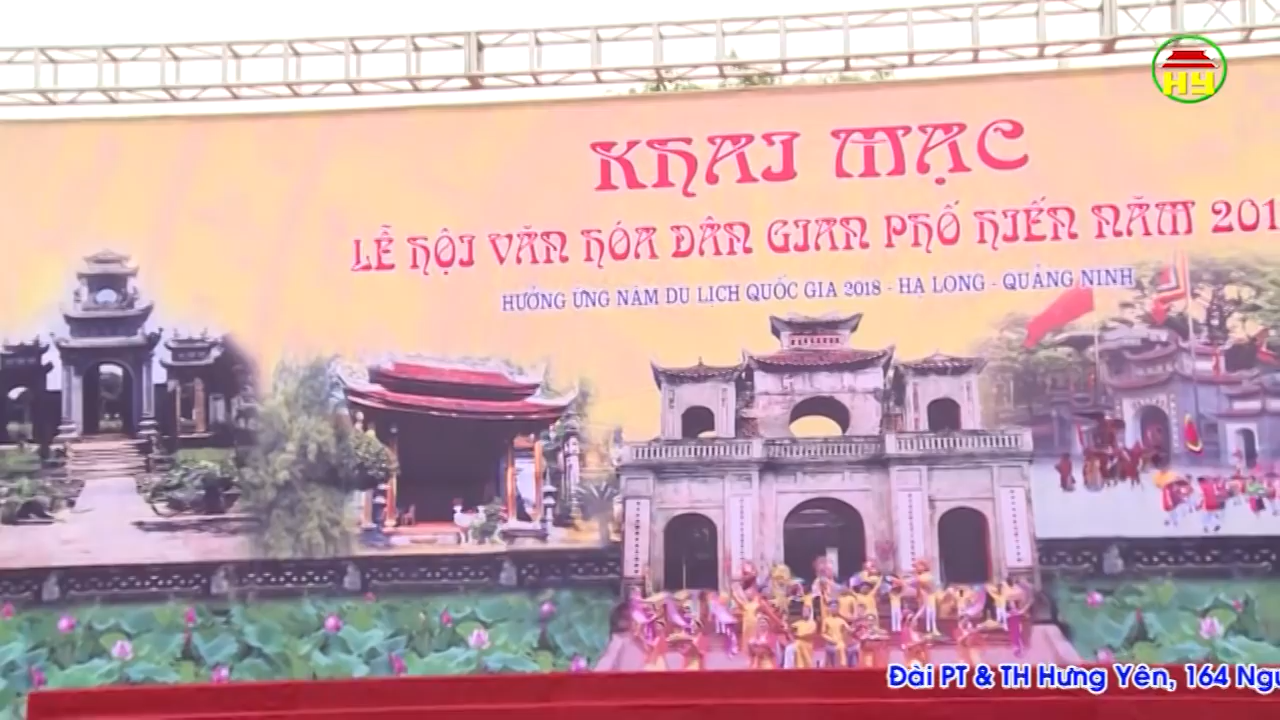 HY
KHAI MẠC
LỄ HỘI VĂN HÓA DÂN GIAN PHỐ HIẾN NĂM 201
HƯỞNG ỨNG NĂM DU LỊCH QUỐC GIA 2018 - HẠ LONG - QUẢNG NINH
Đài PT & TH Hưng Yên, 164 Ngu